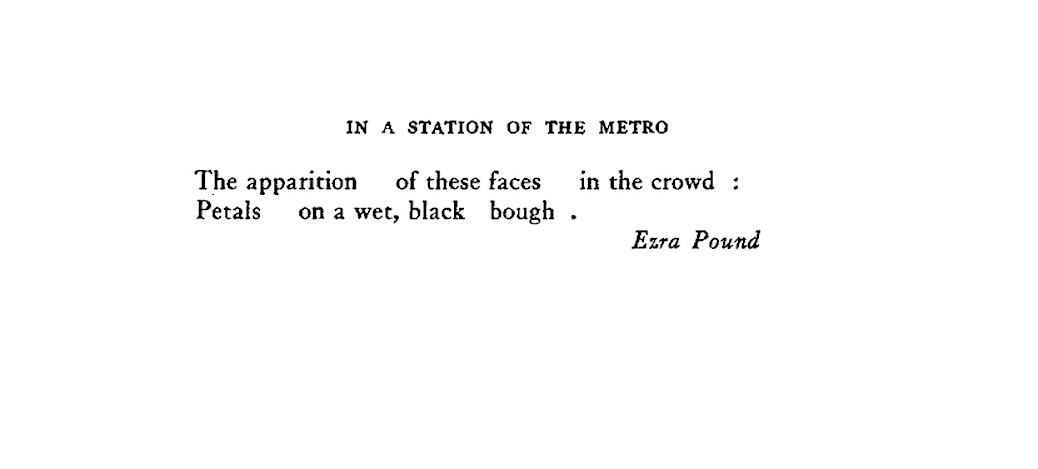 IN A STATION OF THE METRO
The apparition of these faces in the crowd :
Petals on a wet, black bough .
Ezra Pound